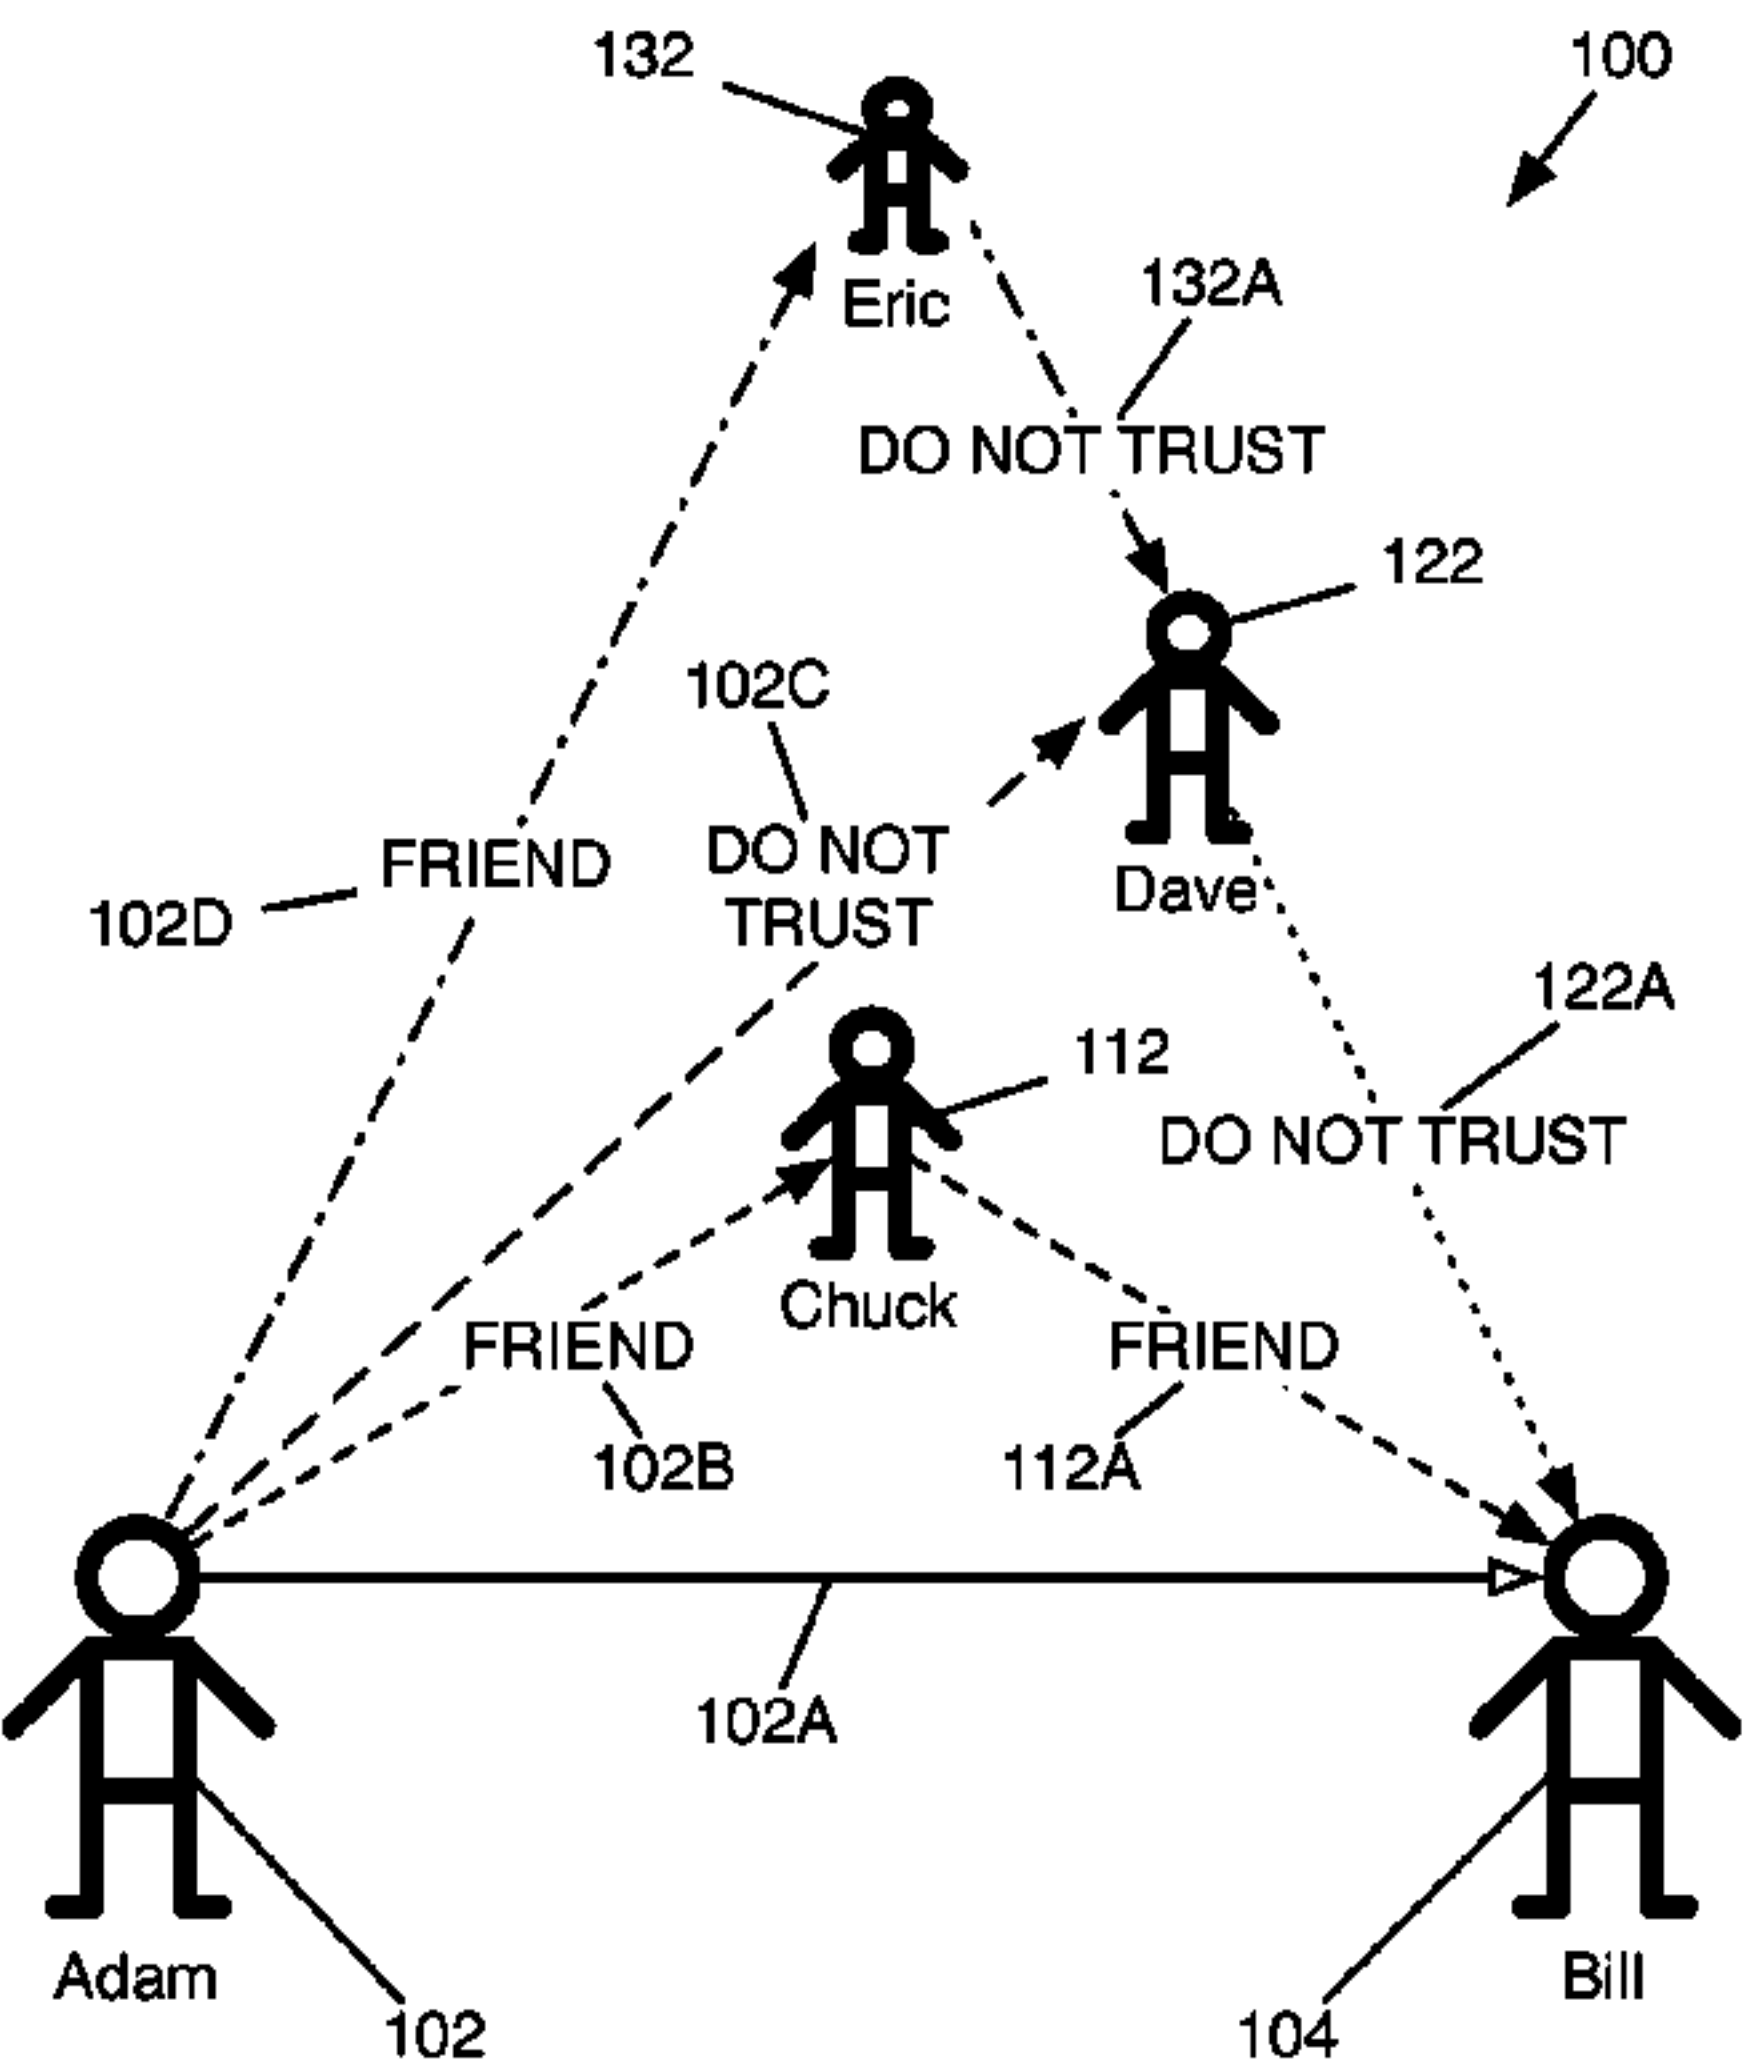 132
100
Eric
132A
DO NOT TRUST
122
102C
FRIEND
DO NOT
TRUST
Dave
102D
122A
112
DO NOT TRUST
Chuck
FRIEND
FRIEND
102B
112A
102A
Adam
Bill
102
104